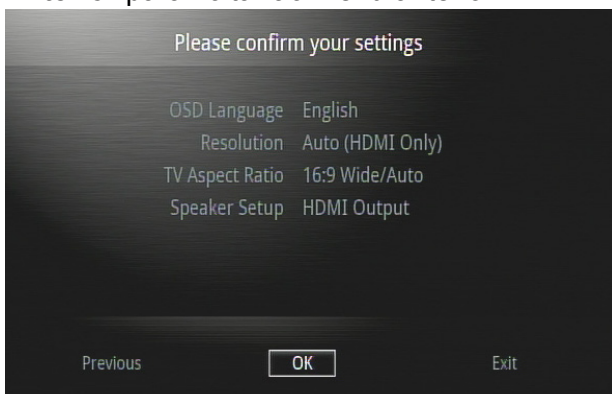 Please confirm your settings
OSD Language English
Resolution Auto (HDMI Only)
TV Aspect Ratio 16:9 Wide/Auto
Speaker Setup HDMI Output
Previous OK Exit